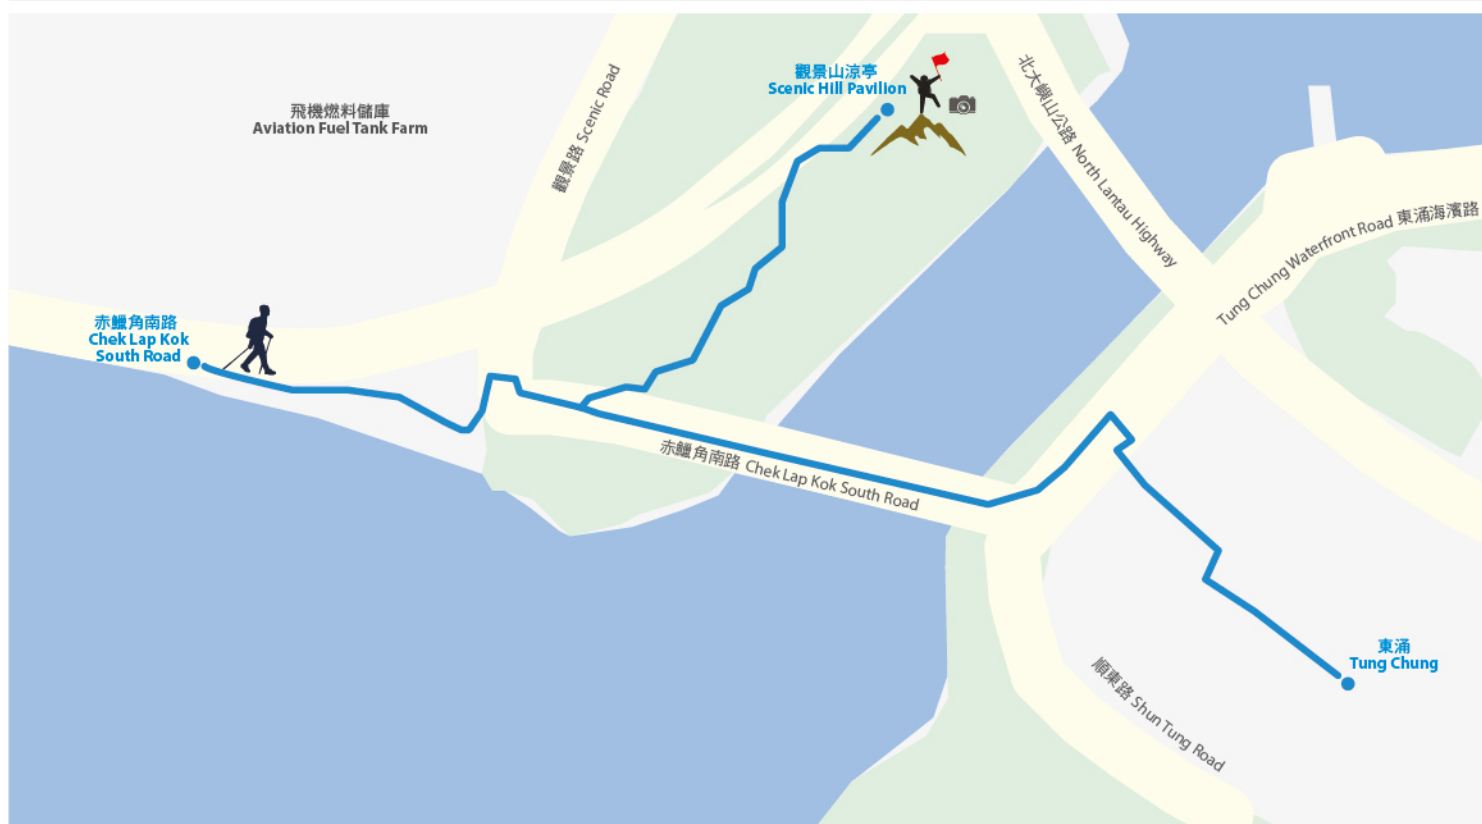 觀景山涼亭
Scenic Hill Pavilion
飛機燃料儲庫
Aviation Fuel Tank Farm
觀景路 Scenic Road
北大嶼山公路 North Lantau Highway
Tung Chung Waterfront Road 東涌海濱路
赤鱲角南路
Chek Lap Kok
South Road
赤鱲角南路 Chek Lap Kok South Road
東涌
Tung Chung
順東路 Shun Tung Road